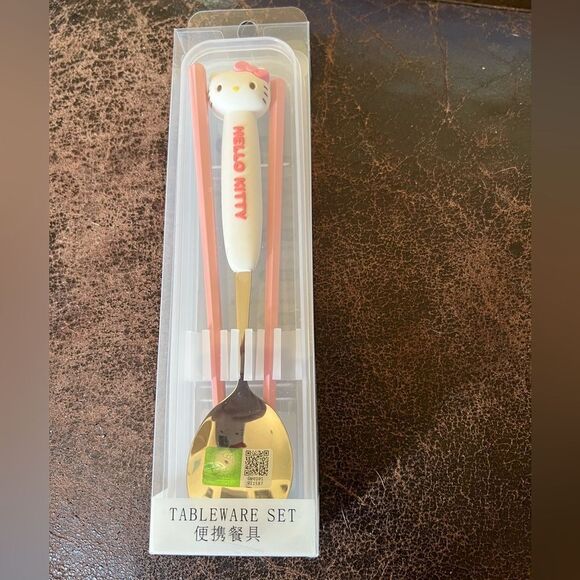 HELLO KITTY
TABLEWARE SET
便携餐具